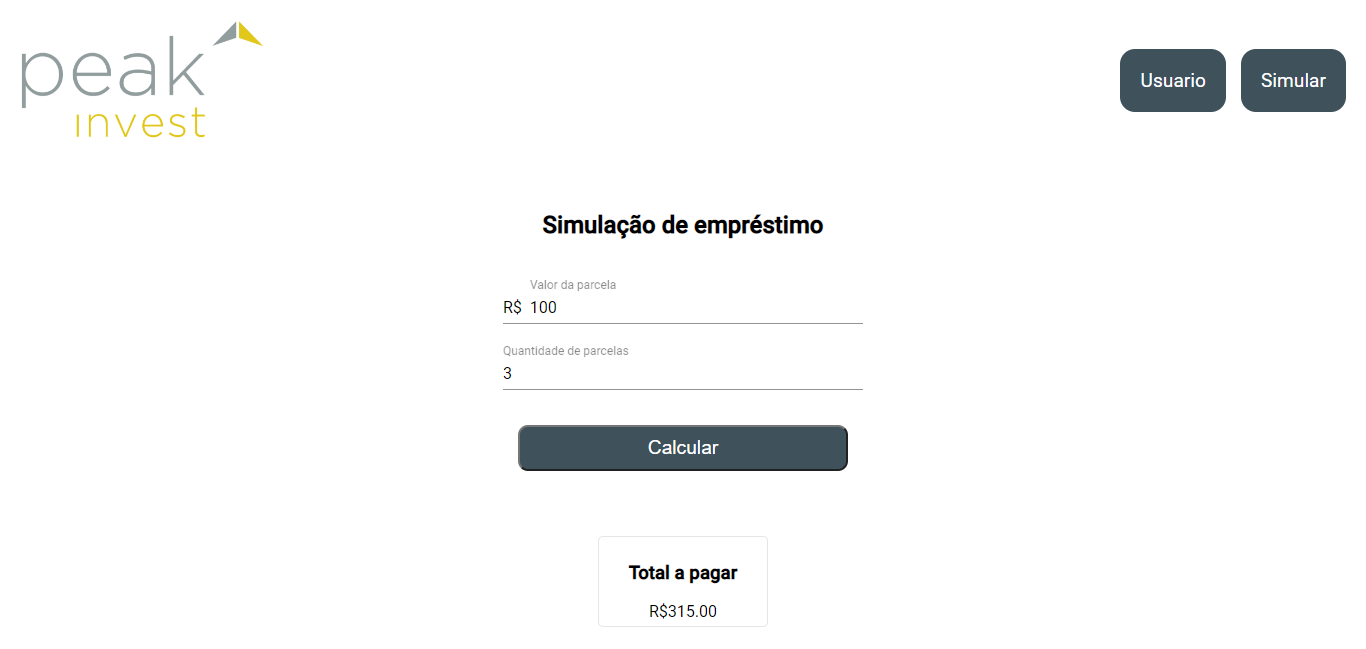 peak
invest
Usuario
Simular
Simulação de empréstimo
Valor da parcela
R$ 100
Quantidade de parcelas
3
Calcular
Total a pagar
R$315.00